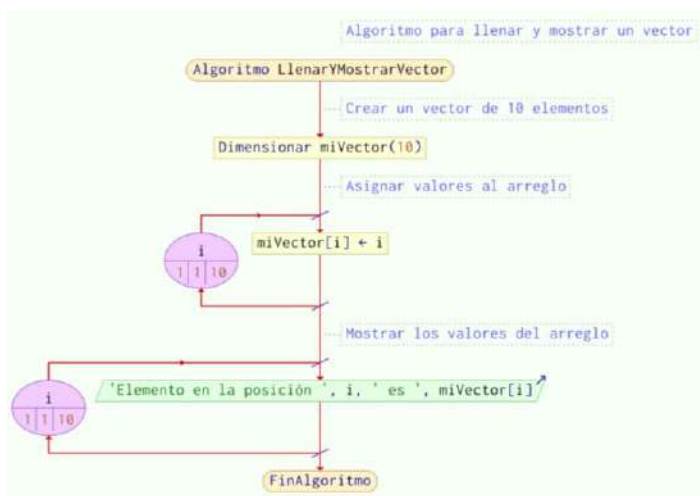 Algoritmo para llenar y mostrar un vector
Algoritmo LlenarYMostrarVector
Crear un vector de 10 elementos
Dimensionar miVector(10)
Asignar valores al arreglo
i
1 1 10
miVector[i] ← i
Mostrar los valores del arreglo
i
1 1 10
'Elemento en la posición ', i, ' es ', miVector[i]
FinAlgoritmo